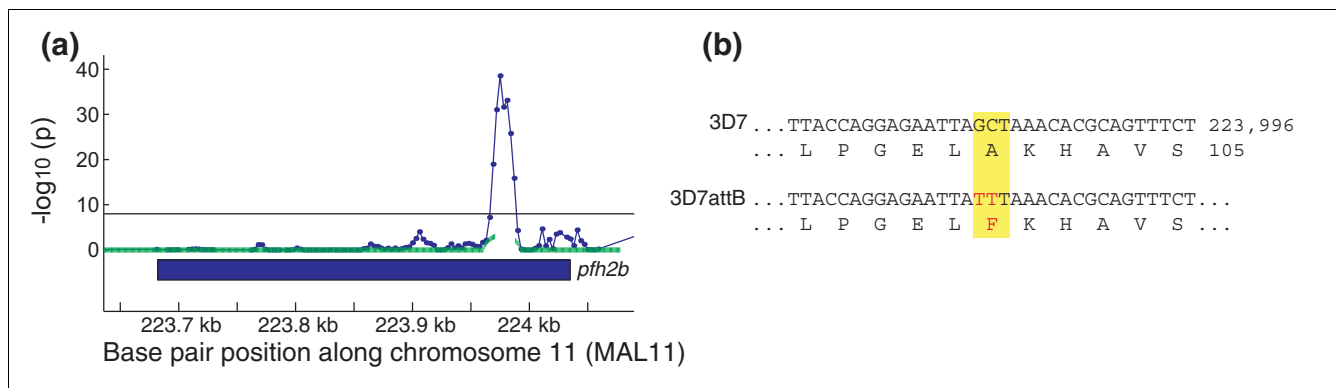 (a)
40
30
20
10
0
-log10 (p)
pfh2b
223.7 kb 223.8 kb 223.9 kb 224 kb
Base pair position along chromosome 11 (MAL11)
(b)
3D7 ...TTACCAGGAGAATTAGCTAAACACGCAGTTTCT 223,996
... L P G E L A K H A V S 105
3D7attB ...TTACCAGGAGAATTATTTAAACACGCAGTTTCT...
... L P G E L F K H A V S ...